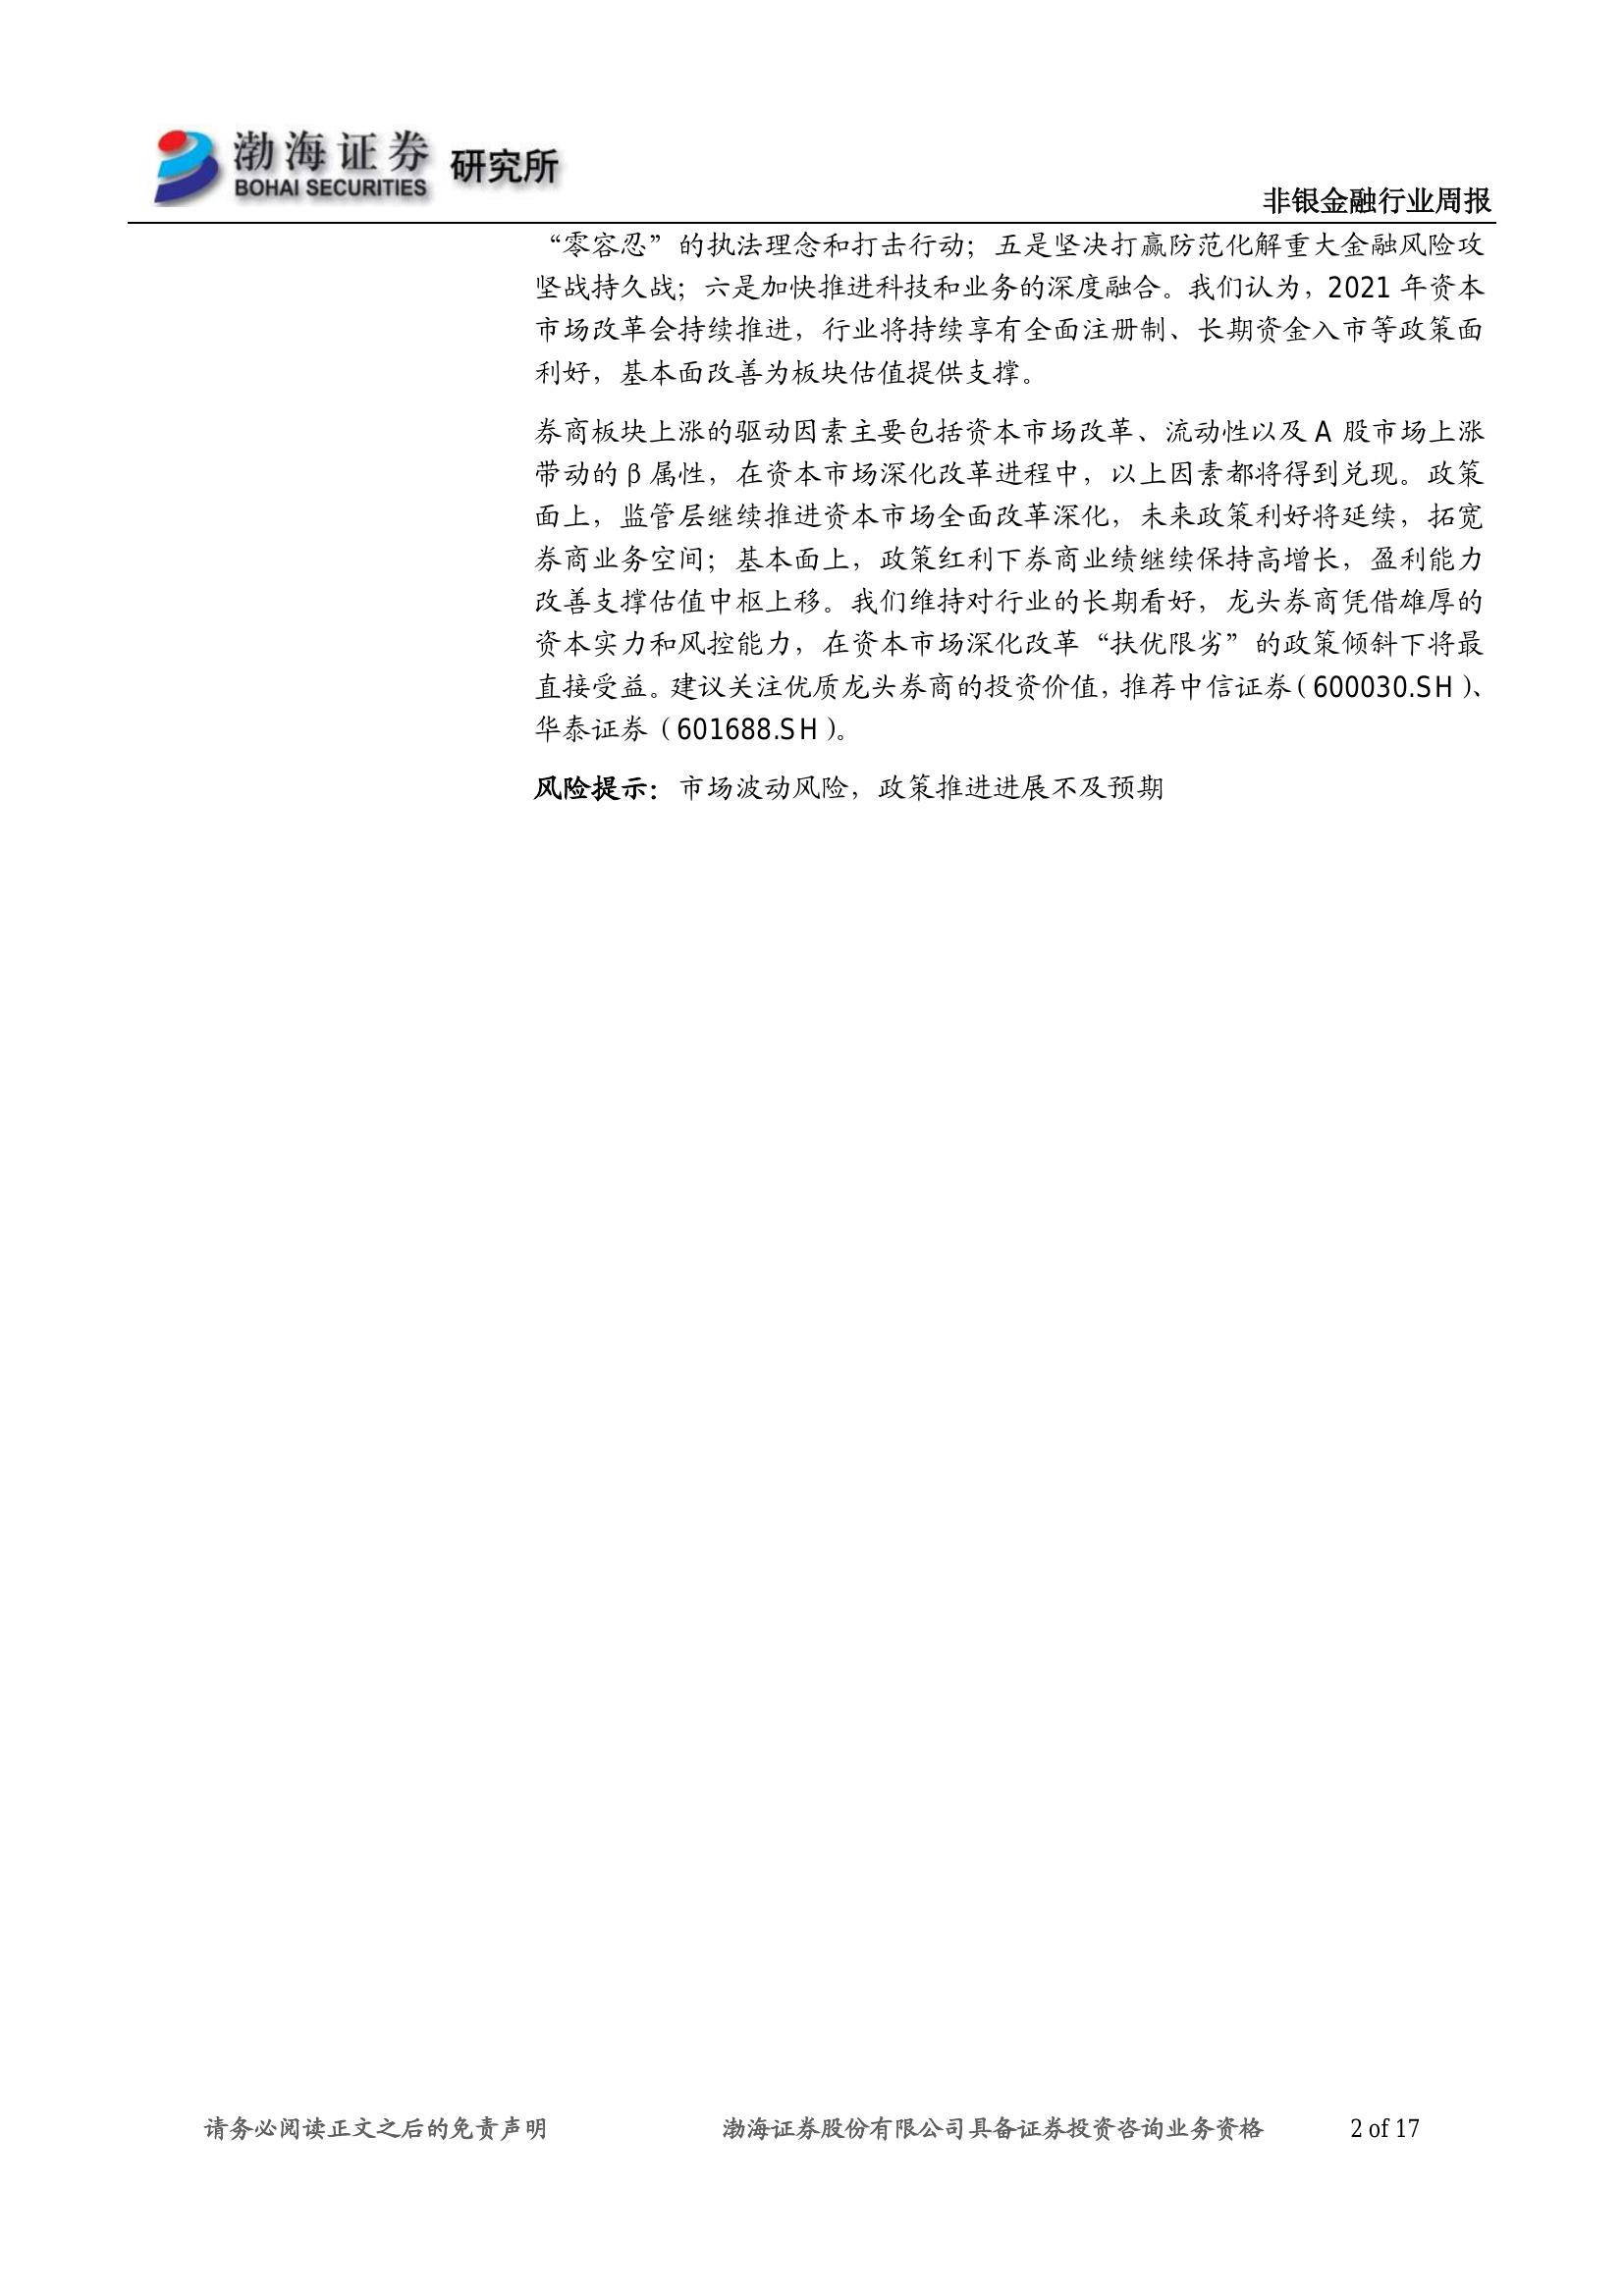 渤海证券 研究所
BOHAI SECURITIES
非银金融行业周报
“零容忍”的执法理念和打击行动；五是坚决打赢防范化解重大金融风险攻
坚战持久战；六是加快推进科技和业务的深度融合。我们认为，2021 年资本
市场改革会持续推进，行业将持续享有全面注册制、长期资金入市等政策面
利好，基本面改善为板块估值提供支撑。
券商板块上涨的驱动因素主要包括资本市场改革、流动性以及 A 股市场上涨
带动的 β 属性，在资本市场深化改革进程中，以上因素都将得到兑现。政策
面上，监管层继续推进资本市场全面改革深化，未来政策利好将延续，拓宽
券商业务空间；基本面上，政策红利下券商业绩继续保持高增长，盈利能力
改善支撑估值中枢上移。我们维持对行业的长期看好，龙头券商凭借雄厚的
资本实力和风控能力，在资本市场深化改革“扶优限劣”的政策倾斜下将最
直接受益。建议关注优质龙头券商的投资价值，推荐中信证券（600030.SH）、
华泰证券（601688.SH）。
风险提示：市场波动风险，政策推进进展不及预期
请务必阅读正文之后的免责声明 渤海证券股份有限公司具备证券投资咨询业务资格 2 of 17